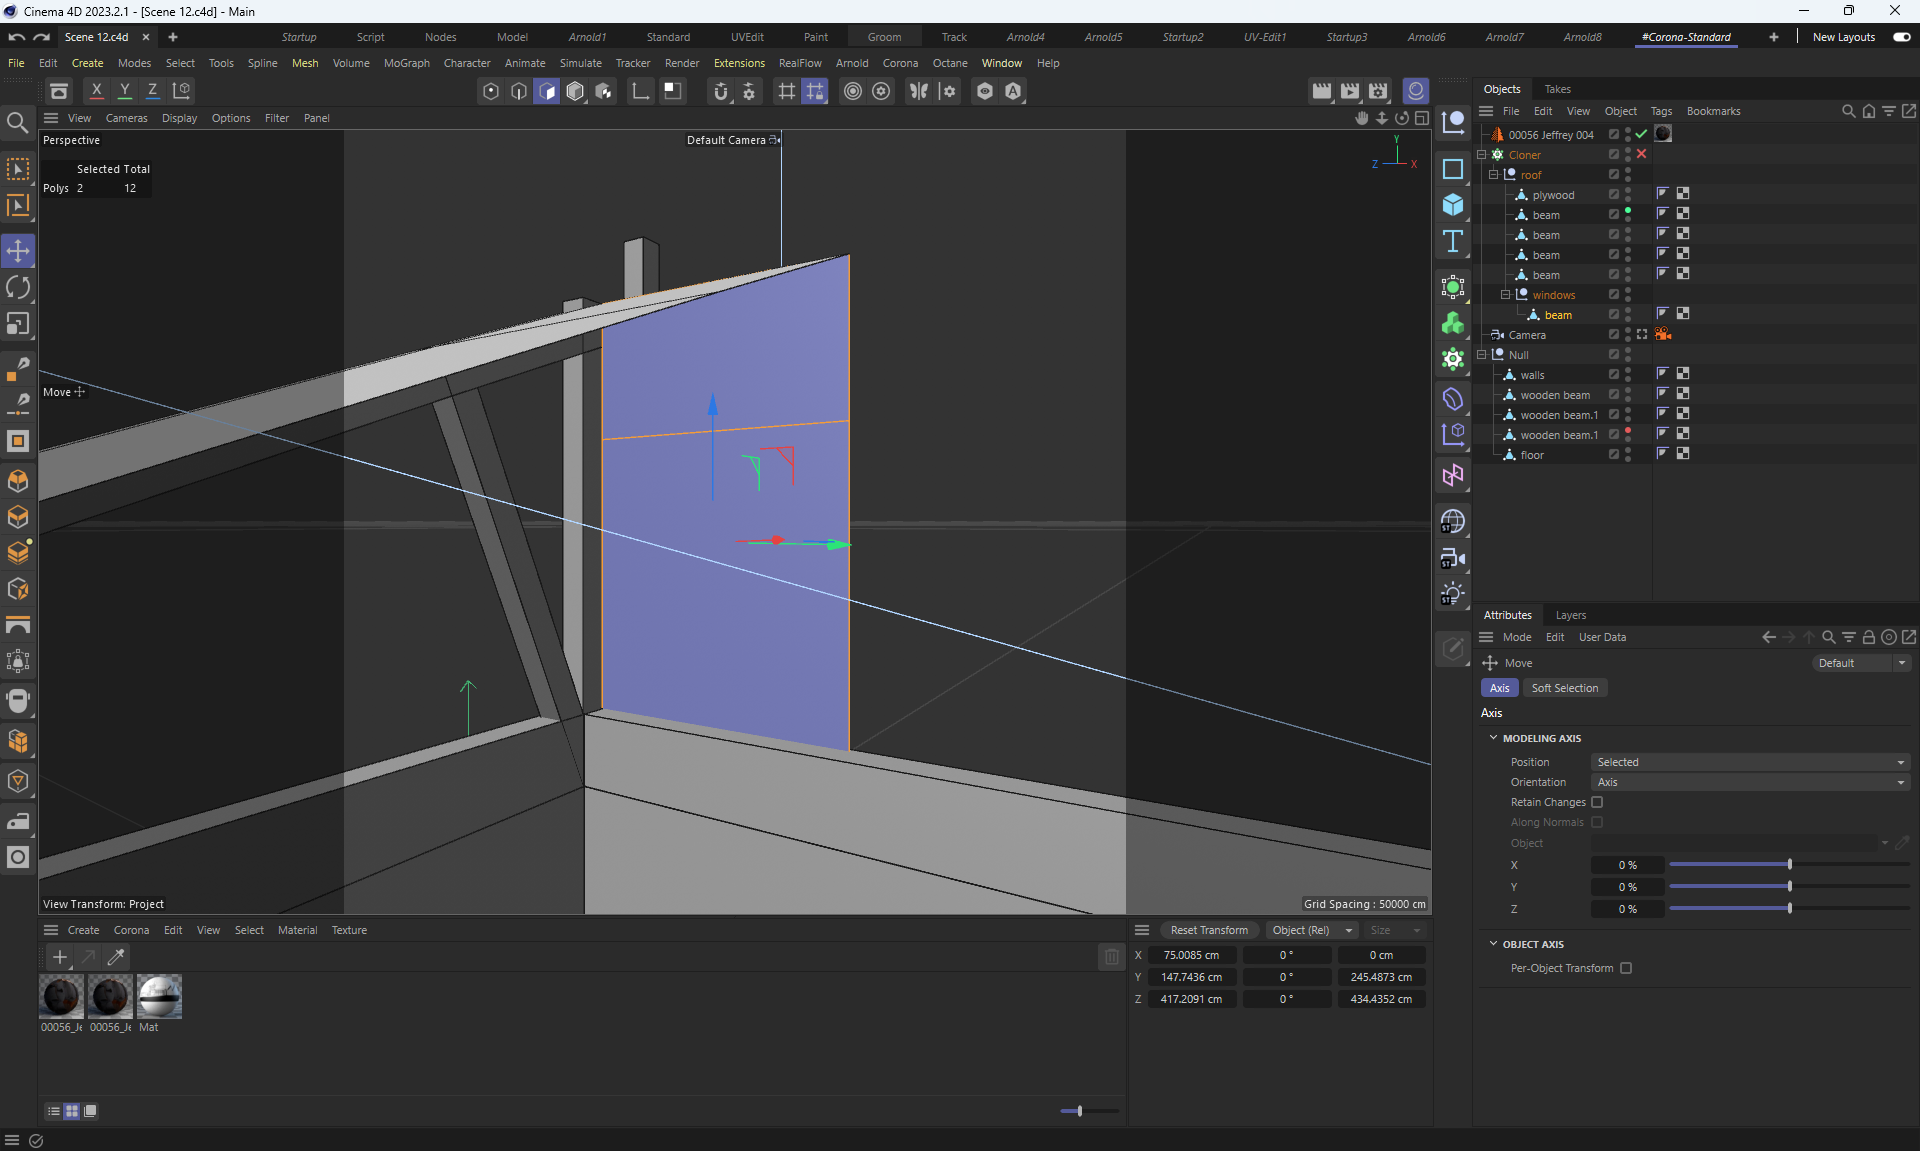 Cinema 4D 2023.2.1 - [Scene 12.c4d] - Main
Scene 12.c4d × +
Startup Script Nodes Model Arnold1 Standard UVEdit Paint Groom Track Arnold4 Arnold5 Startup2 UV-Edit1 Startup3 Arnold6 Arnold7 Arnold8 #Corona-Standard + New Layouts
File Edit Create Modes Select Tools Spline Mesh Volume MoGraph Character Animate Simulate Tracker Render Extensions RealFlow Arnold Corona Octane Window Help
X Y Z
View Cameras Display Options Filter Panel
Perspective
Default Camera
Selected Total
Polys 2 12
Y
Z X
Move
View Transform: Project
Grid Spacing : 50000 cm
T
ST
ST
ST
Objects Takes
File Edit View Object Tags Bookmarks
00056 Jeffrey 004
Cloner
roof
plywood
beam
beam
beam
beam
windows
beam
Camera
Null
walls
wooden beam
wooden beam.1
wooden beam.1
floor
Attributes Layers
Mode Edit User Data
Move Default
Axis Soft Selection
Axis
MODELING AXIS
Position Selected
Orientation Axis
Retain Changes
Along Normals
Object
X 0 %
Y 0 %
Z 0 %
OBJECT AXIS
Per-Object Transform
Create Corona Edit View Select Material Texture
00056_Je 00056_Je Mat
Reset Transform Object (Rel) Size
X 75.0085 cm 0 ° 0 cm
Y 147.7436 cm 0 ° 245.4873 cm
Z 417.2091 cm 0 ° 434.4352 cm